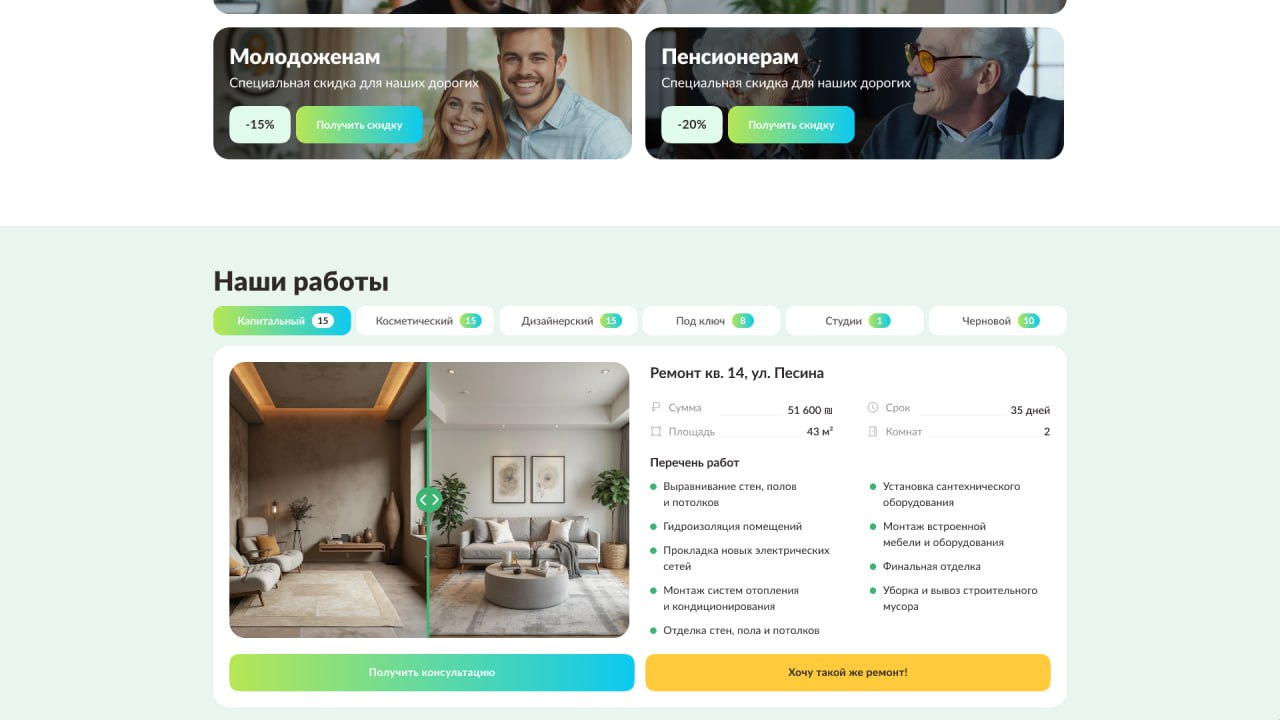 Молодоженам
Специальная скидка для наших дорогих
-15%
Получить скидку
Пенсионерам
Специальная скидка для наших дорогих
-20%
Получить скидку
Наши работы
Капитальный 15
Косметический 15
Дизайнерский 15
Под ключ 8
Студии 1
Черновой 10
Ремонт кв. 14, ул. Песина
Сумма 51 600 ₪
Срок 35 дней
Площадь 43 м²
Комнат 2
Перечень работ
Выравнивание стен, полов
и потолков
Гидроизоляция помещений
Прокладка новых электрических
сетей
Монтаж систем отопления
и кондиционирования
Отделка стен, пола и потолков
Установка сантехнического
оборудования
Монтаж встроенной
мебели и оборудования
Финальная отделка
Уборка и вывоз строительного
мусора
Получить консультацию
Хочу такой же ремонт!